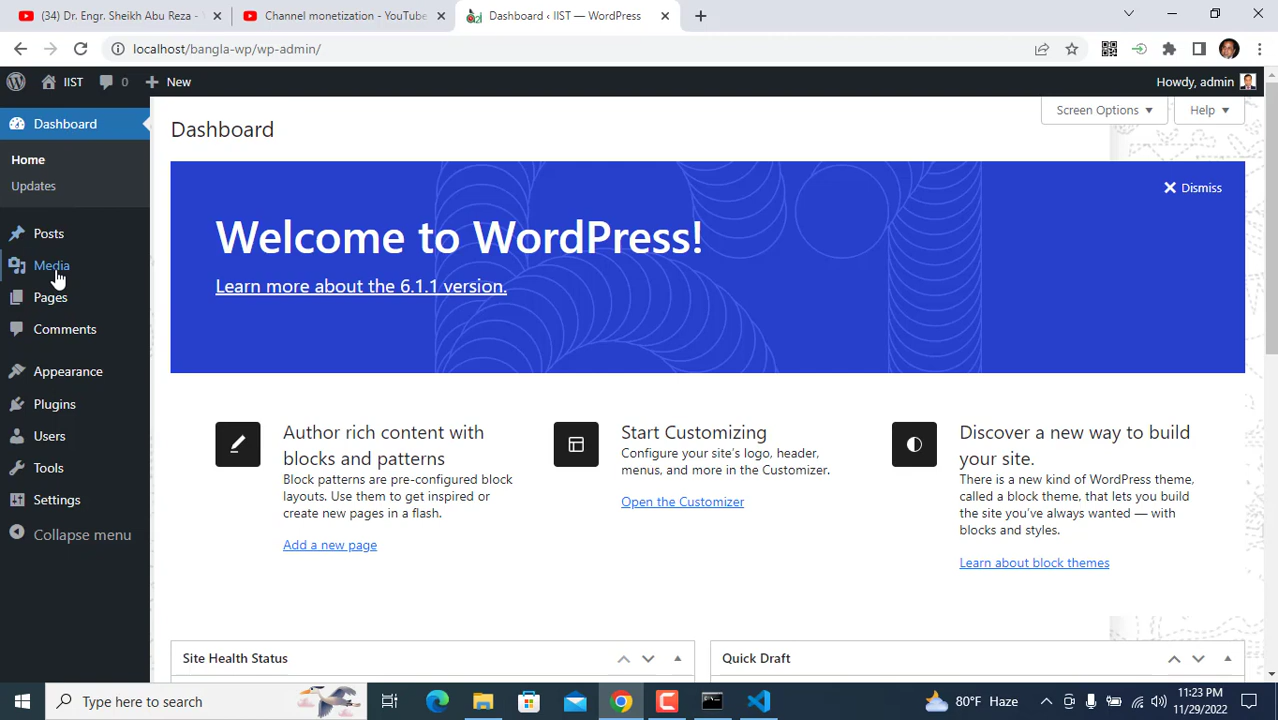 (34) Dr. Engr. Sheikh Abu Reza -
Channel monetization - YouTube
Dashboard ‹ IIST — WordPress
localhost/bangla-wp/wp-admin/
IIST
0
New
Howdy, admin
Dashboard
Home
Updates
Posts
Media
Pages
Comments
Appearance
Plugins
Users
Tools
Settings
Collapse menu
Dashboard
Screen Options
Help
Dismiss
Welcome to WordPress!
Learn more about the 6.1.1 version.
Author rich content with
blocks and patterns
Block patterns are pre-configured block
layouts. Use them to get inspired or
create new pages in a flash.
Add a new page
Start Customizing
Configure your site's logo, header,
menus, and more in the Customizer.
Open the Customizer
Discover a new way to build
your site.
There is a new kind of WordPress theme,
called a block theme, that lets you build
the site you've always wanted — with
blocks and styles.
Learn about block themes
Site Health Status
Quick Draft
Type here to search
80°F Haze
11:23 PM
11/29/2022